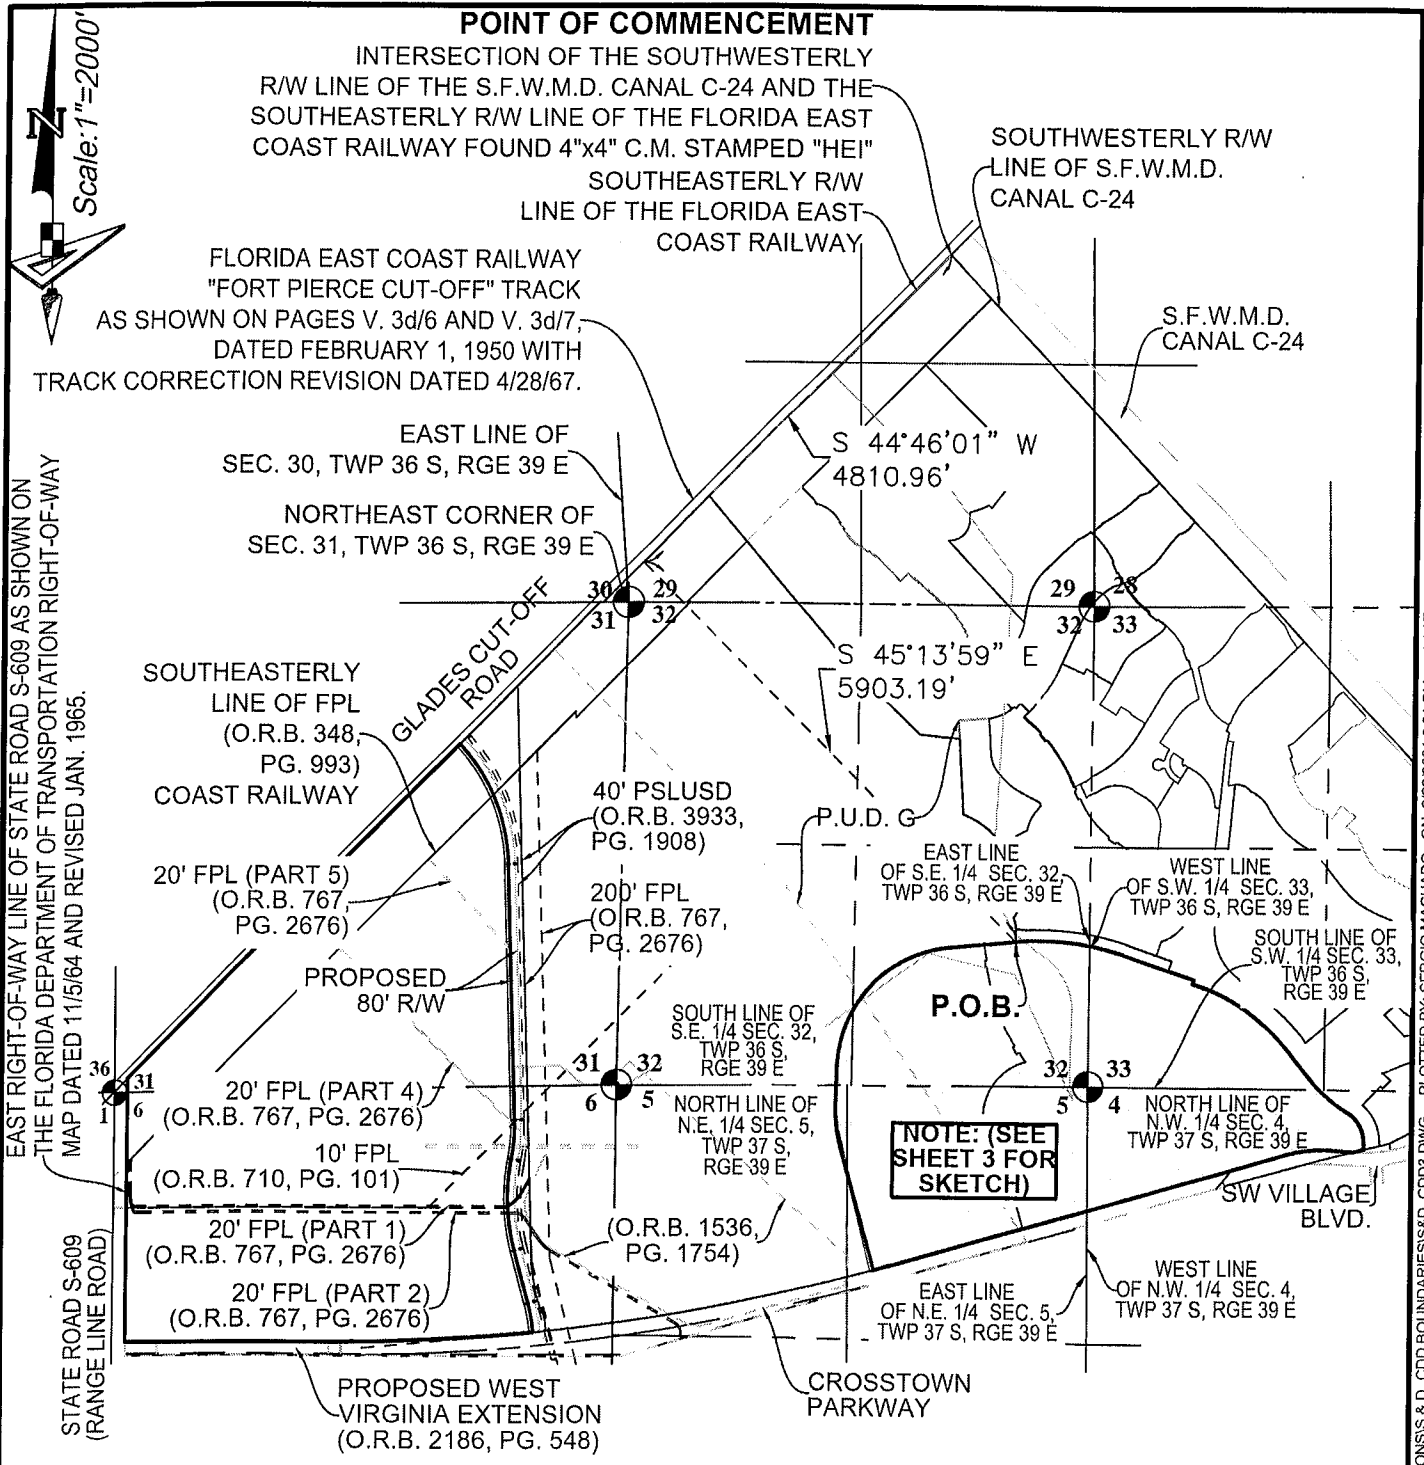 POINT OF COMMENCEMENT
INTERSECTION OF THE SOUTHWESTERLY
R/W LINE OF THE S.F.W.M.D. CANAL C-24 AND THE
SOUTHEASTERLY R/W LINE OF THE FLORIDA EAST
COAST RAILWAY FOUND 4"x4" C.M. STAMPED "HEI"
N
Scale: 1"=2000'
SOUTHEASTERLY R/W
LINE OF THE FLORIDA EAST
COAST RAILWAY
SOUTHWESTERLY R/W
LINE OF S.F.W.M.D.
CANAL C-24
FLORIDA EAST COAST RAILWAY
"FORT PIERCE CUT-OFF" TRACK
AS SHOWN ON PAGES V. 3d/6 AND V. 3d/7,
DATED FEBRUARY 1, 1950 WITH
TRACK CORRECTION REVISION DATED 4/28/67.
S.F.W.M.D.
CANAL C-24
EAST LINE OF
SEC. 30, TWP 36 S, RGE 39 E
NORTHEAST CORNER OF
SEC. 31, TWP 36 S, RGE 39 E
S 44°46'01" W
4810.96'
30 29
31 32
29 28
32 33
S 45°13'59" E
5903.19'
EAST RIGHT-OF-WAY LINE OF STATE ROAD S-609 AS SHOWN ON
THE FLORIDA DEPARTMENT OF TRANSPORTATION RIGHT-OF-WAY
MAP DATED 11/5/64 AND REVISED JAN. 1965.
GLADES CUT-OFF
ROAD
SOUTHEASTERLY
LINE OF FPL
(O.R.B. 348,
PG. 993)
COAST RAILWAY
40' PSLUSD
(O.R.B. 3933,
PG. 1908)
P.U.D. G
20' FPL (PART 5)
(O.R.B. 767,
PG. 2676)
200' FPL
(O.R.B. 767,
PG. 2676)
EAST LINE
OF S.E. 1/4 SEC. 32,
TWP 36 S, RGE 39 E
WEST LINE
OF S.W. 1/4 SEC. 33,
TWP 36 S, RGE 39 E
SOUTH LINE OF
S.W. 1/4 SEC. 33,
TWP 36 S,
RGE 39 E
PROPOSED
80' R/W
P.O.B.
SOUTH LINE OF
S.E. 1/4 SEC. 32,
TWP 36 S,
RGE 39 E
36 31
1 6
31 32
6 5
32 33
5 4
20' FPL (PART 4)
(O.R.B. 767, PG. 2676)
NORTH LINE OF
N.E. 1/4 SEC. 5,
TWP 37 S,
RGE 39 E
NORTH LINE OF
N.W. 1/4 SEC. 4,
TWP 37 S, RGE 39 E
NOTE: (SEE
SHEET 3 FOR
SKETCH)
10' FPL
(O.R.B. 710, PG. 101)
SW VILLAGE
BLVD.
20' FPL (PART 1)
(O.R.B. 767, PG. 2676)
(O.R.B. 1536,
PG. 1754)
20' FPL (PART 2)
(O.R.B. 767, PG. 2676)
EAST LINE
OF N.E. 1/4 SEC. 5,
TWP 37 S, RGE 39 E
WEST LINE
OF N.W. 1/4 SEC. 4,
TWP 37 S, RGE 39 E
STATE ROAD S-609
(RANGE LINE ROAD)
PROPOSED WEST
VIRGINIA EXTENSION
(O.R.B. 2186, PG. 548)
CROSSTOWN
PARKWAY